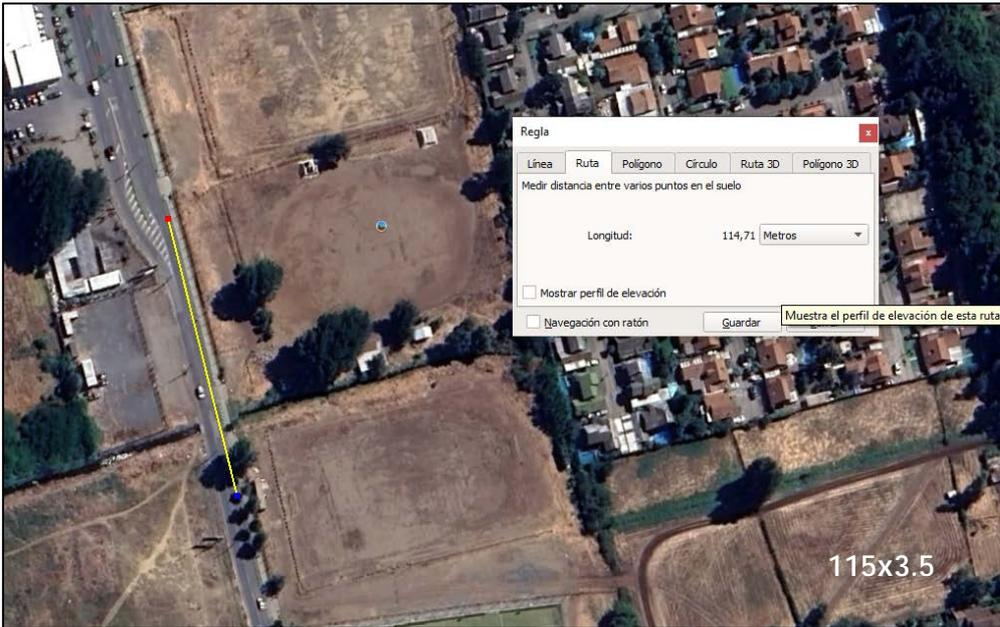 Regla
x
Línea Ruta Polígono Círculo Ruta 3D Polígono 3D
Medir distancia entre varios puntos en el suelo
Longitud: 114,71 Metros
Mostrar perfil de elevación
Muestra el perfil de elevación de esta ruta
Navegación con ratón Guardar
115x3.5